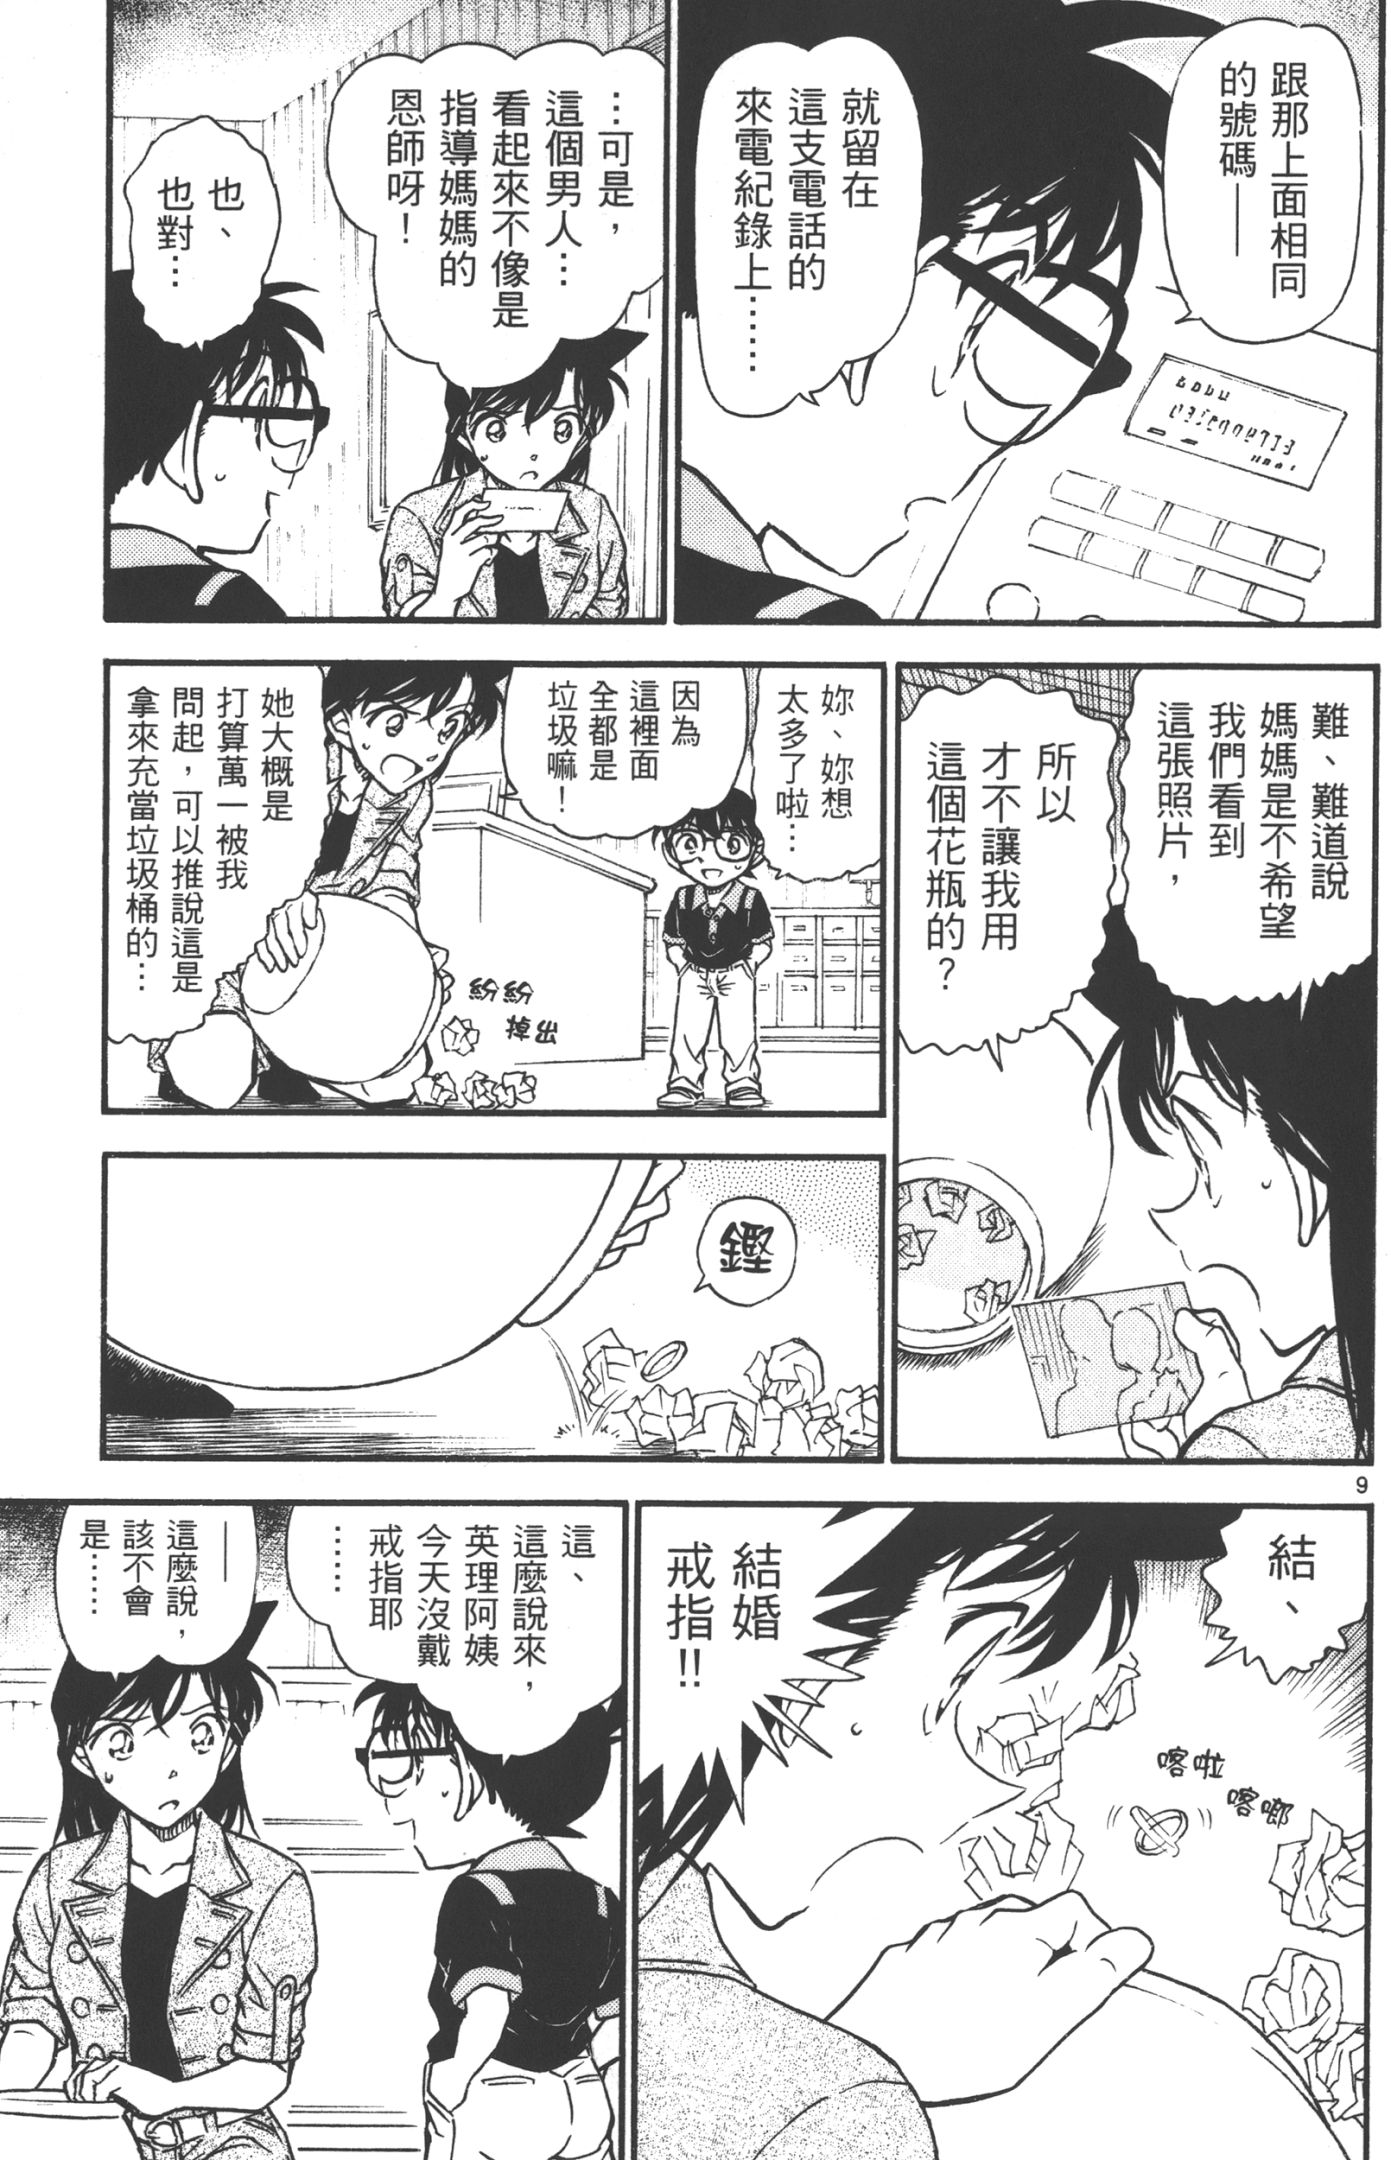 跟那上面相同
的號碼——
就留在
這支電話的
來電紀錄上……
…可是，
這個男人…
看起來不像是
指導媽媽的
恩師呀！
也、
也對…
難、難道說
媽媽是不希望
我們看到
這張照片，
所以
才不讓我用
這個花瓶的？
妳、妳想
太多了啦…
因為
這裡面
全都是
垃圾嘛！
她大概是
打算萬一被我
問起，可以推說這是
拿來充當垃圾桶的…
紛紛
掉出
鏗
9
結、
喀啦
喀啷
結婚
戒指!!
這、
這麼說來，
英理阿姨
今天沒戴
戒指耶
……
——
這麼說，
該不會
是……